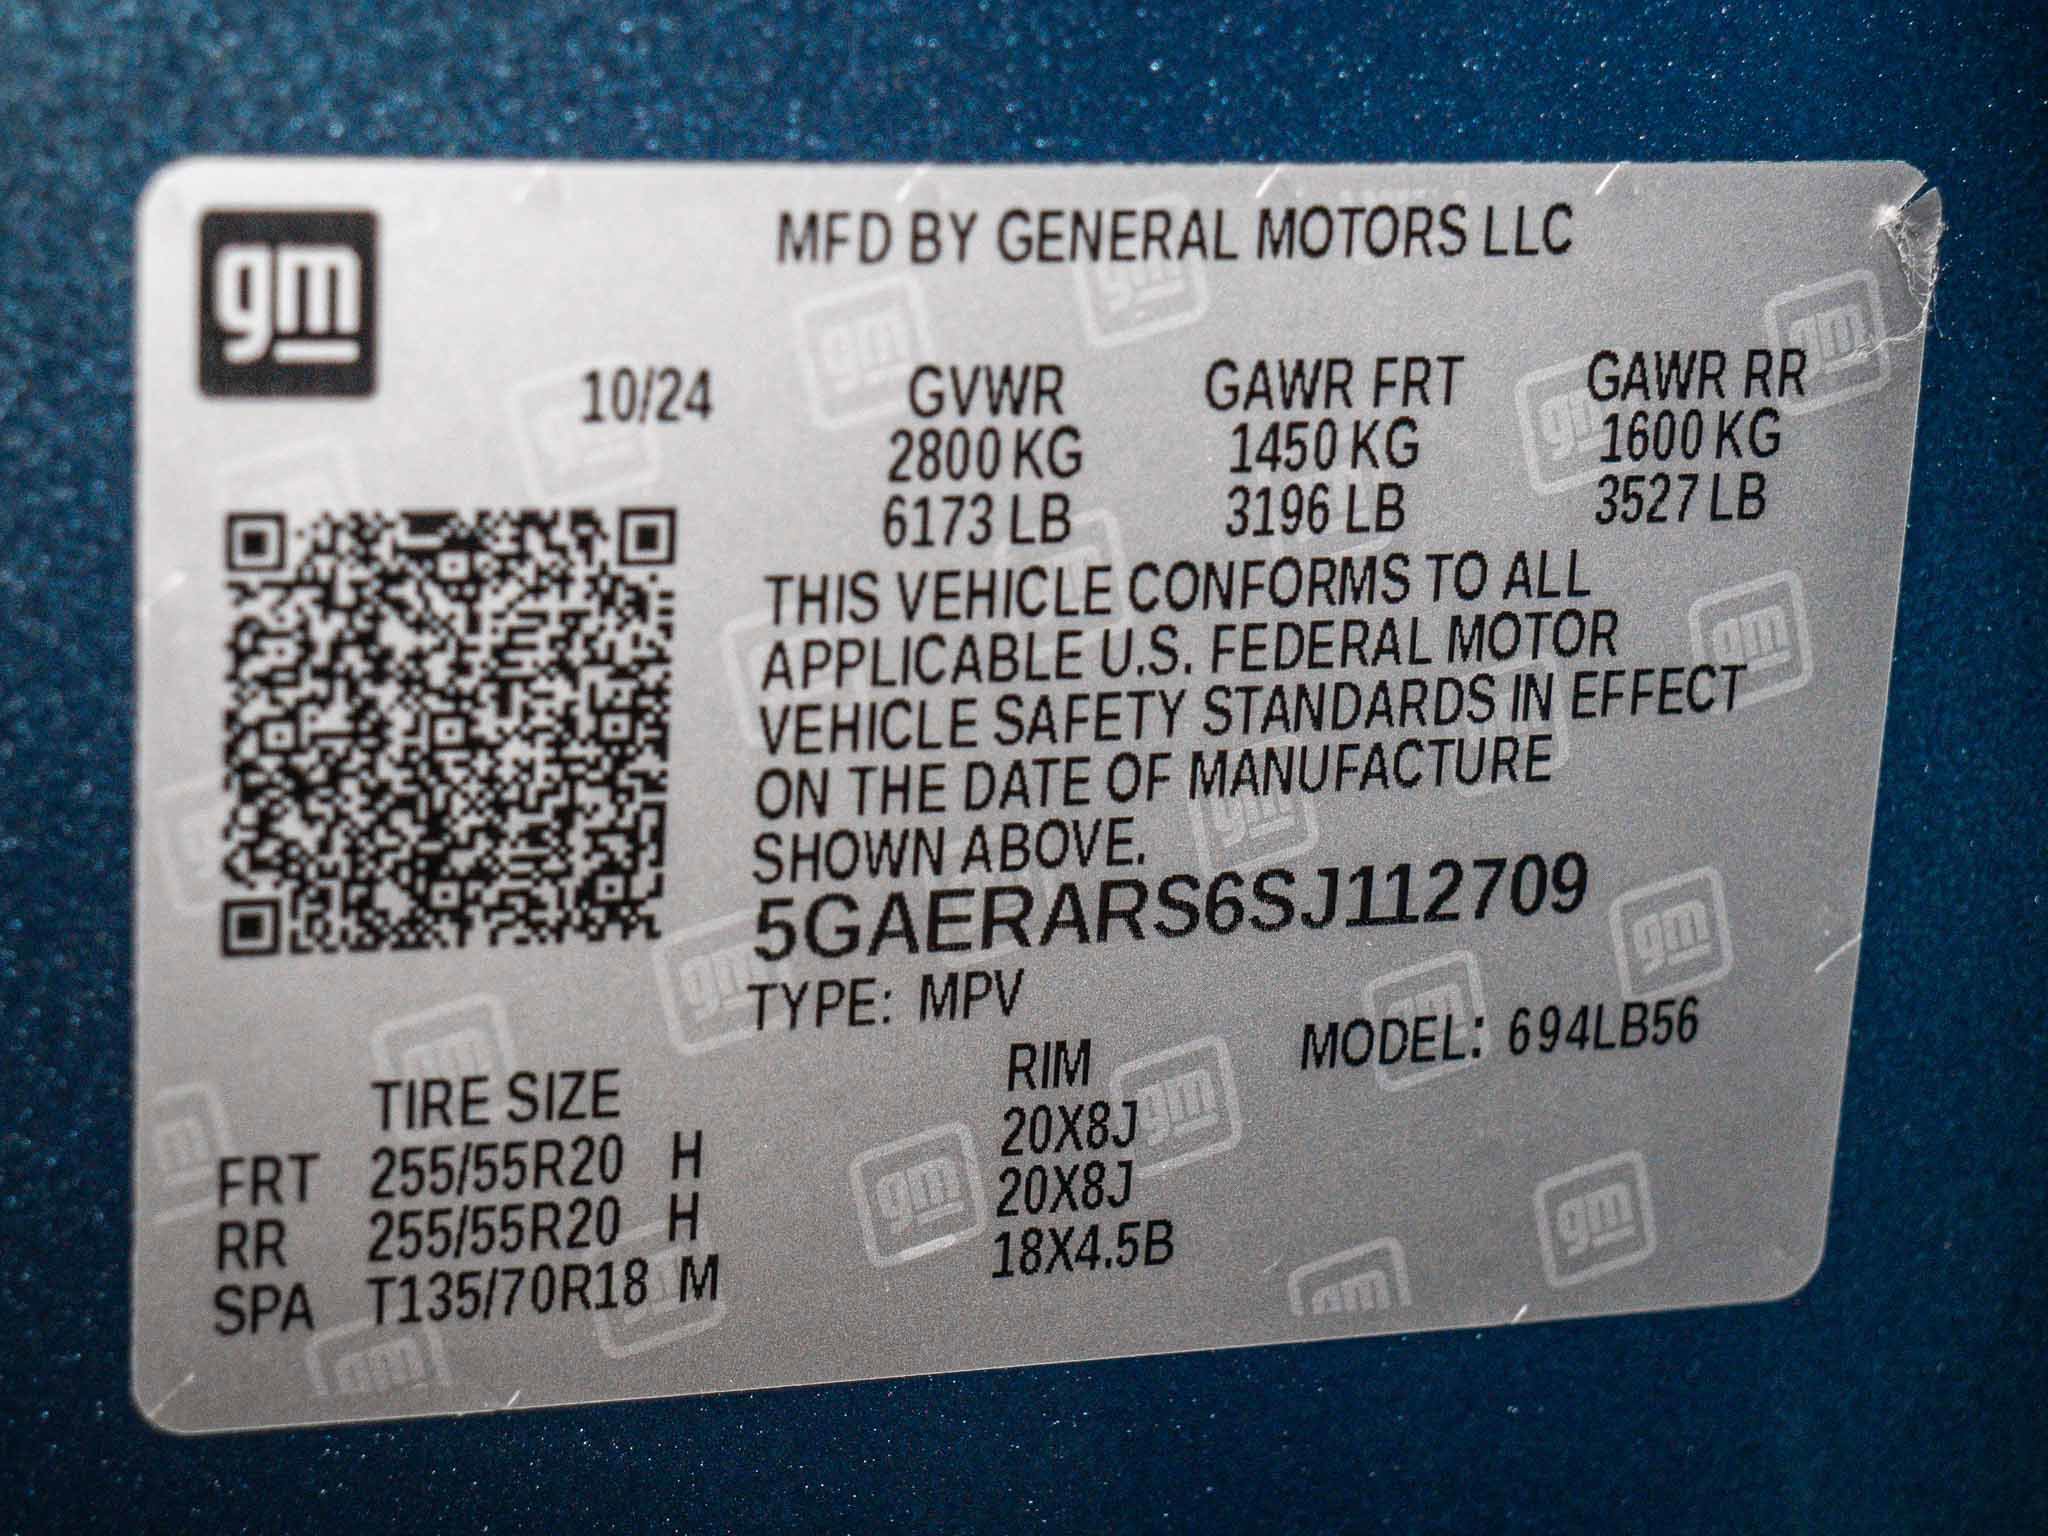 gm
MFD BY GENERAL MOTORS LLC
10/24 GVWR GAWR FRT GAWR RR
2800 KG 1450 KG 1600 KG
6173 LB 3196 LB 3527 LB
THIS VEHICLE CONFORMS TO ALL
APPLICABLE U.S. FEDERAL MOTOR
VEHICLE SAFETY STANDARDS IN EFFECT
ON THE DATE OF MANUFACTURE
SHOWN ABOVE.
5GAERARS6SJ112709
TYPE: MPV
MODEL: 694LB56
TIRE SIZE RIM
FRT 255/55R20 H 20X8J
RR 255/55R20 H 20X8J
SPA T135/70R18 M 18X4.5B